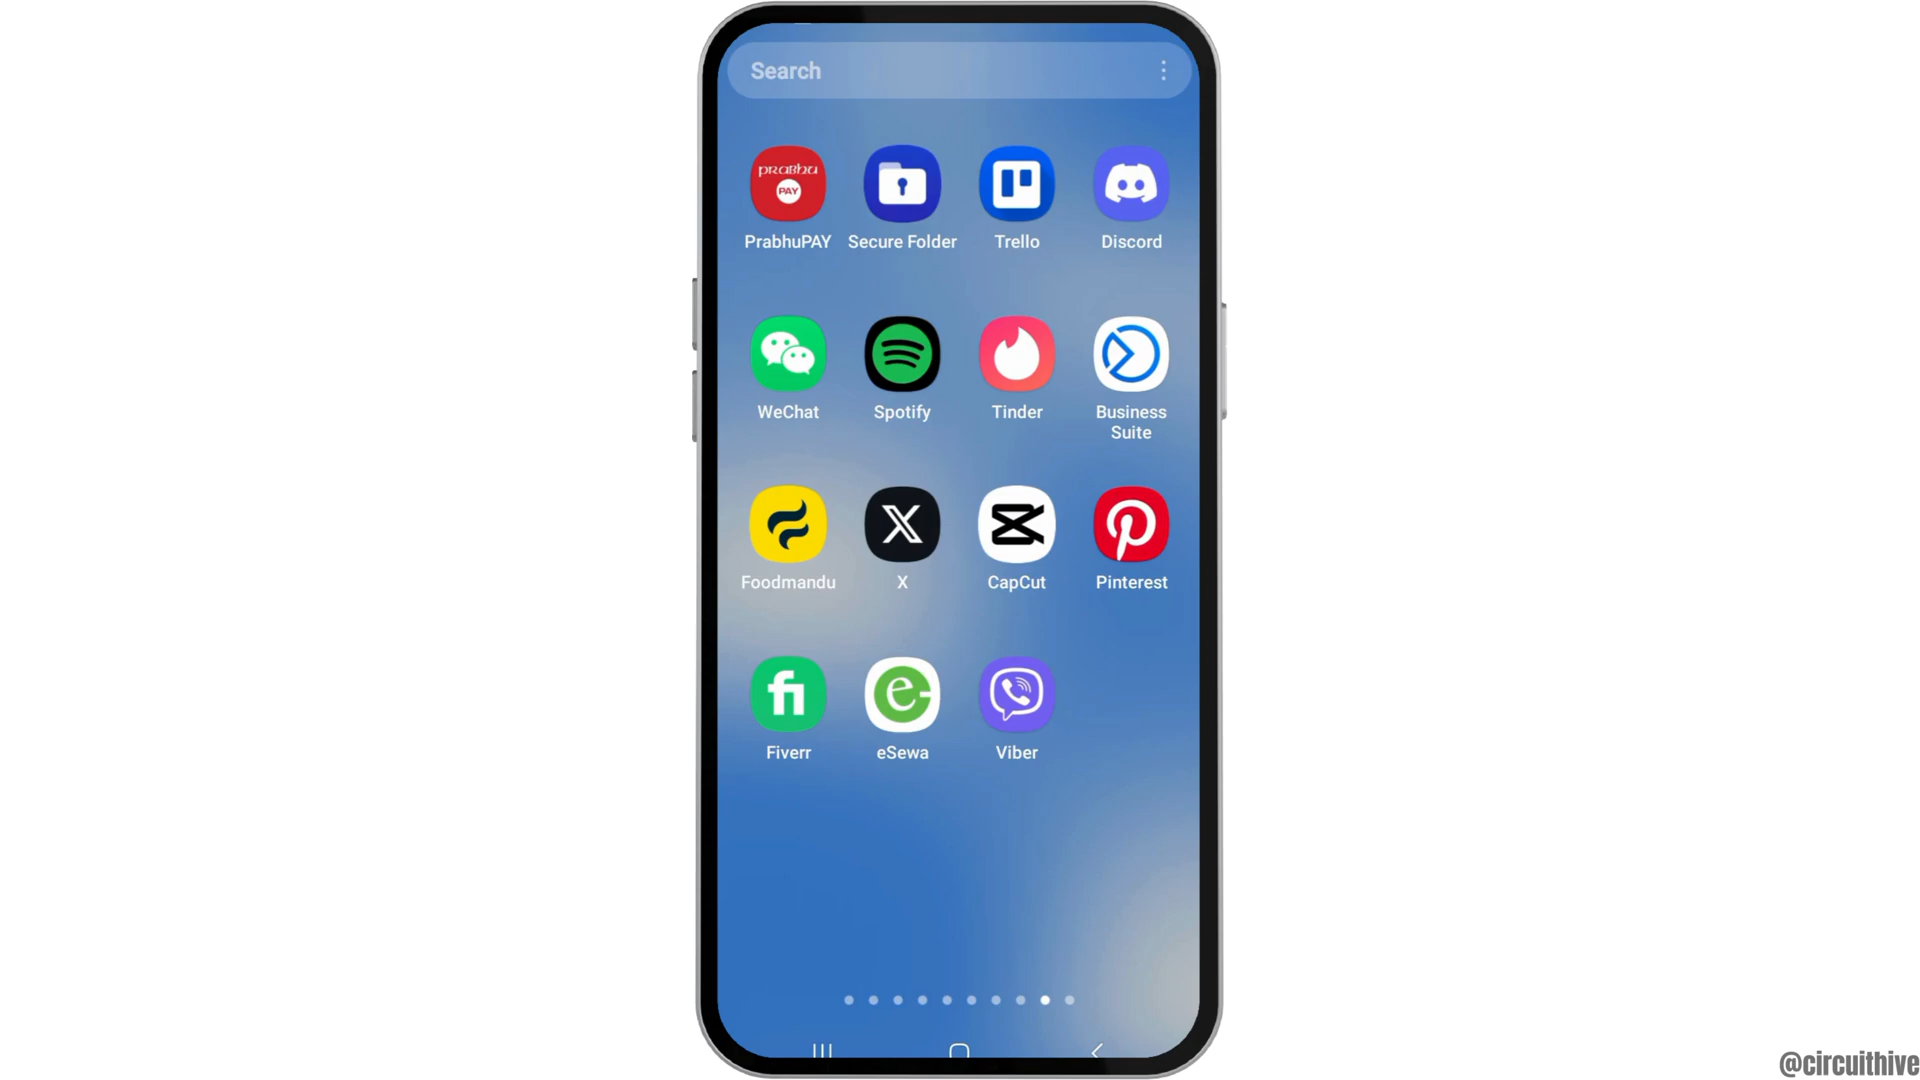 Search
PRABHU
PAY
PrabhuPAY
Secure Folder
Trello
Discord
WeChat
Spotify
Tinder
Business
Suite
Foodmandu
X
CapCut
Pinterest
fi
Fiverr
e
eSewa
Viber
@circuithive